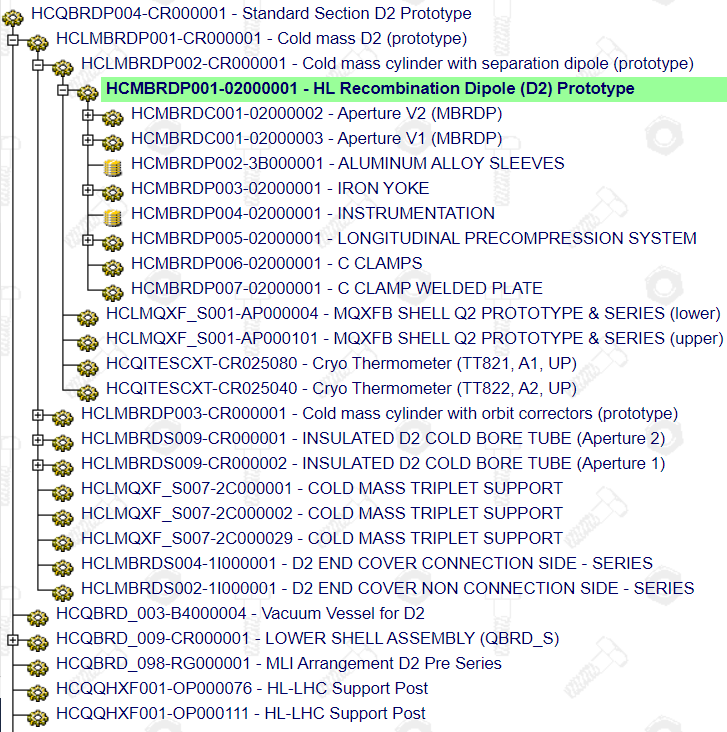 HCQBRDP004-CR000001 - Standard Section D2 Prototype
HCLMBRDP001-CR000001 - Cold mass D2 (prototype)
HCLMBRDP002-CR000001 - Cold mass cylinder with separation dipole (prototype)
HCMBRDP001-02000001 - HL Recombination Dipole (D2) Prototype
HCMBRDC001-02000002 - Aperture V2 (MBRDP)
HCMBRDC001-02000003 - Aperture V1 (MBRDP)
HCMBRDP002-3B000001 - ALUMINUM ALLOY SLEEVES
HCMBRDP003-02000001 - IRON YOKE
HCMBRDP004-02000001 - INSTRUMENTATION
HCMBRDP005-02000001 - LONGITUDINAL PRECOMPRESSION SYSTEM
HCMBRDP006-02000001 - C CLAMPS
HCMBRDP007-02000001 - C CLAMP WELDED PLATE
HCLMQXF_S001-AP000004 - MQXFB SHELL Q2 PROTOTYPE & SERIES (lower)
HCLMQXF_S001-AP000101 - MQXFB SHELL Q2 PROTOTYPE & SERIES (upper)
HCQITESCXT-CR025080 - Cryo Thermometer (TT821, A1, UP)
HCQITESCXT-CR025040 - Cryo Thermometer (TT822, A2, UP)
HCLMBRDP003-CR000001 - Cold mass cylinder with orbit correctors (prototype)
HCLMBRDS009-CR000001 - INSULATED D2 COLD BORE TUBE (Aperture 2)
HCLMBRDS009-CR000002 - INSULATED D2 COLD BORE TUBE (Aperture 1)
HCLMQXF_S007-2C000001 - COLD MASS TRIPLET SUPPORT
HCLMQXF_S007-2C000002 - COLD MASS TRIPLET SUPPORT
HCLMQXF_S007-2C000029 - COLD MASS TRIPLET SUPPORT
HCLMBRDS004-1I000001 - D2 END COVER CONNECTION SIDE - SERIES
HCLMBRDS002-1I000001 - D2 END COVER NON CONNECTION SIDE - SERIES
HCQBRD_003-B4000004 - Vacuum Vessel for D2
HCQBRD_009-CR000001 - LOWER SHELL ASSEMBLY (QBRD_S)
HCQBRD_098-RG000001 - MLI Arrangement D2 Pre Series
HCQQHXF001-OP000076 - HL-LHC Support Post
HCQQHXF001-OP000111 - HL-LHC Support Post